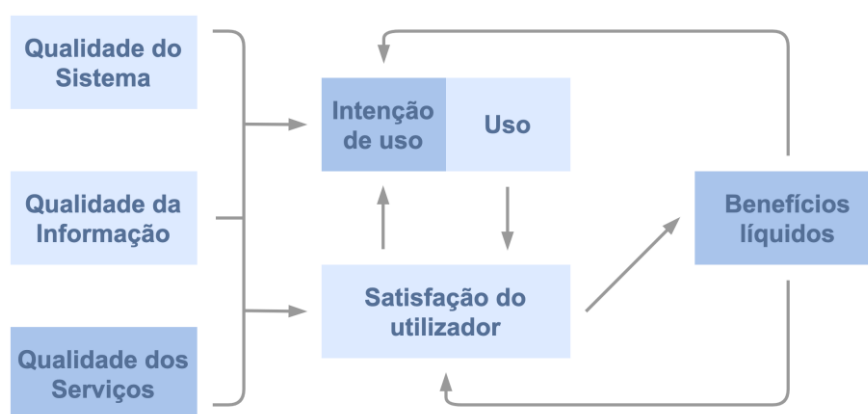 Qualidade do
Sistema
Intenção
de uso
Uso
Qualidade da
Informação
Benefícios
líquidos
Satisfação do
utilizador
Qualidade dos
Serviços